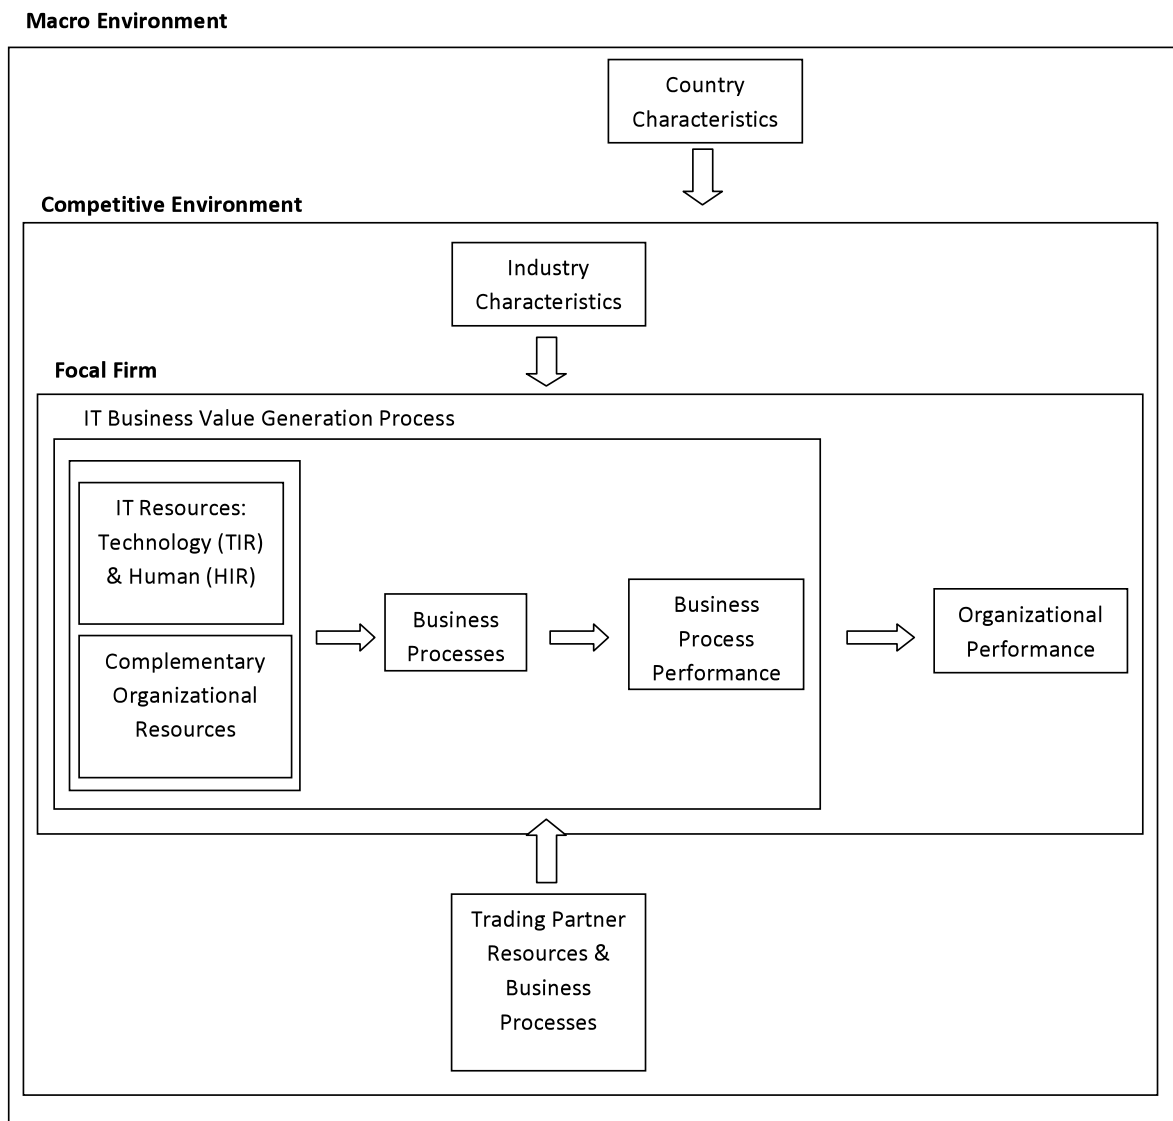 Macro Environment
Country
Characteristics
Competitive Environment
Industry
Characteristics
Focal Firm
IT Business Value Generation Process
IT Resources:
Technology (TIR)
& Human (HIR)
Complementary
Organizational
Resources
Business
Processes
Business
Process
Performance
Organizational
Performance
Trading Partner
Resources &
Business
Processes